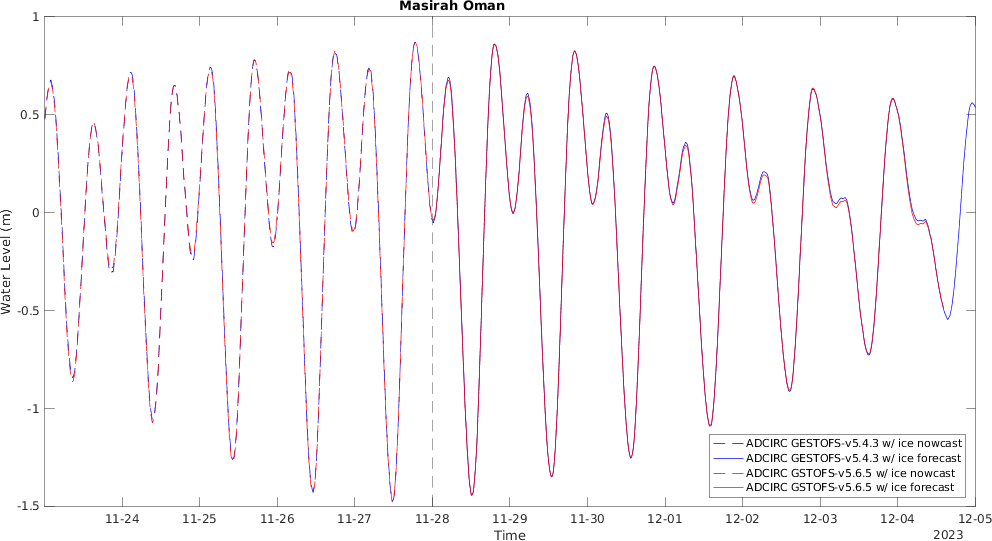 Masirah Oman
Water Level (m)
1
0.5
0
-0.5
-1
-1.5
ADCIRC GESTOFS-v5.4.3 w/ ice nowcast
ADCIRC GESTOFS-v5.4.3 w/ ice forecast
ADCIRC GSTOFS-v5.6.5 w/ ice nowcast
ADCIRC GSTOFS-v5.6.5 w/ ice forecast
11-24 11-25 11-26 11-27 11-28 11-29 11-30 12-01 12-02 12-03 12-04 12-05
Time
2023